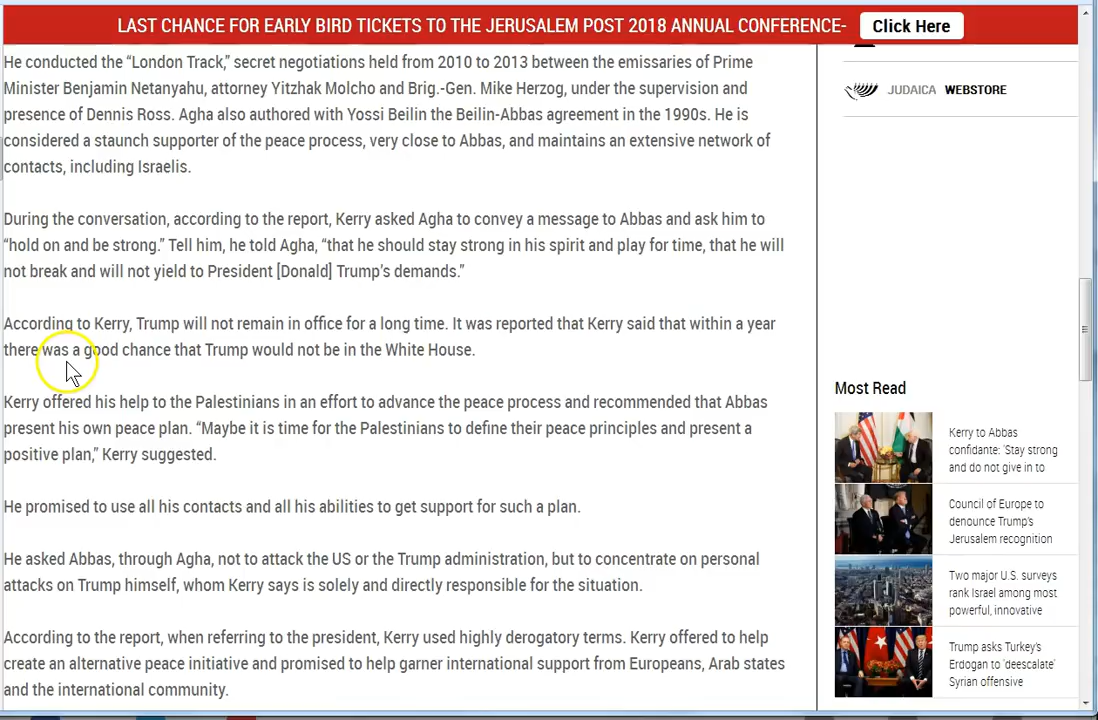 LAST CHANCE FOR EARLY BIRD TICKETS TO THE JERUSALEM POST 2018 ANNUAL CONFERENCE- Click Here
He conducted the “London Track,” secret negotiations held from 2010 to 2013 between the emissaries of Prime
Minister Benjamin Netanyahu, attorney Yitzhak Molcho and Brig.-Gen. Mike Herzog, under the supervision and
presence of Dennis Ross. Agha also authored with Yossi Beilin the Beilin-Abbas agreement in the 1990s. He is
considered a staunch supporter of the peace process, very close to Abbas, and maintains an extensive network of
contacts, including Israelis.
During the conversation, according to the report, Kerry asked Agha to convey a message to Abbas and ask him to
“hold on and be strong.” Tell him, he told Agha, “that he should stay strong in his spirit and play for time, that he will
not break and will not yield to President [Donald] Trump’s demands.”
According to Kerry, Trump will not remain in office for a long time. It was reported that Kerry said that within a year
there was a good chance that Trump would not be in the White House.
Kerry offered his help to the Palestinians in an effort to advance the peace process and recommended that Abbas
present his own peace plan. “Maybe it is time for the Palestinians to define their peace principles and present a
positive plan,” Kerry suggested.
He promised to use all his contacts and all his abilities to get support for such a plan.
He asked Abbas, through Agha, not to attack the US or the Trump administration, but to concentrate on personal
attacks on Trump himself, whom Kerry says is solely and directly responsible for the situation.
According to the report, when referring to the president, Kerry used highly derogatory terms. Kerry offered to help
create an alternative peace initiative and promised to help garner international support from Europeans, Arab states
and the international community.
JUDAICA WEBSTORE
Most Read
Kerry to Abbas
confidante: ‘Stay strong
and do not give in to
Council of Europe to
denounce Trump’s
Jerusalem recognition
Two major U.S. surveys
rank Israel among most
powerful, innovative
Trump asks Turkey’s
Erdogan to ‘deescalate’
Syrian offensive